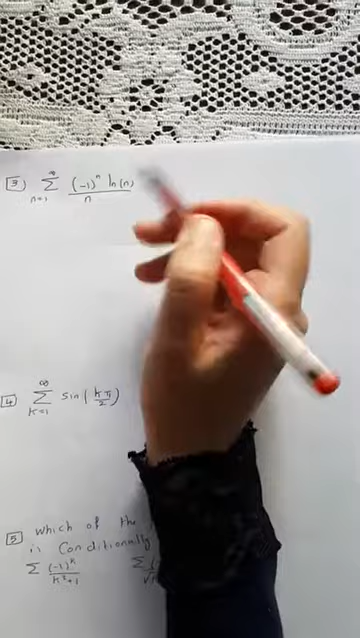 3 ∞ Σ n=1 (-1)^n ln(n) / n
4 ∞ Σ k=1 sin(kπ/2)
5 Which of the
is Conditionally
Σ (-1)^k / k²+1 Σ